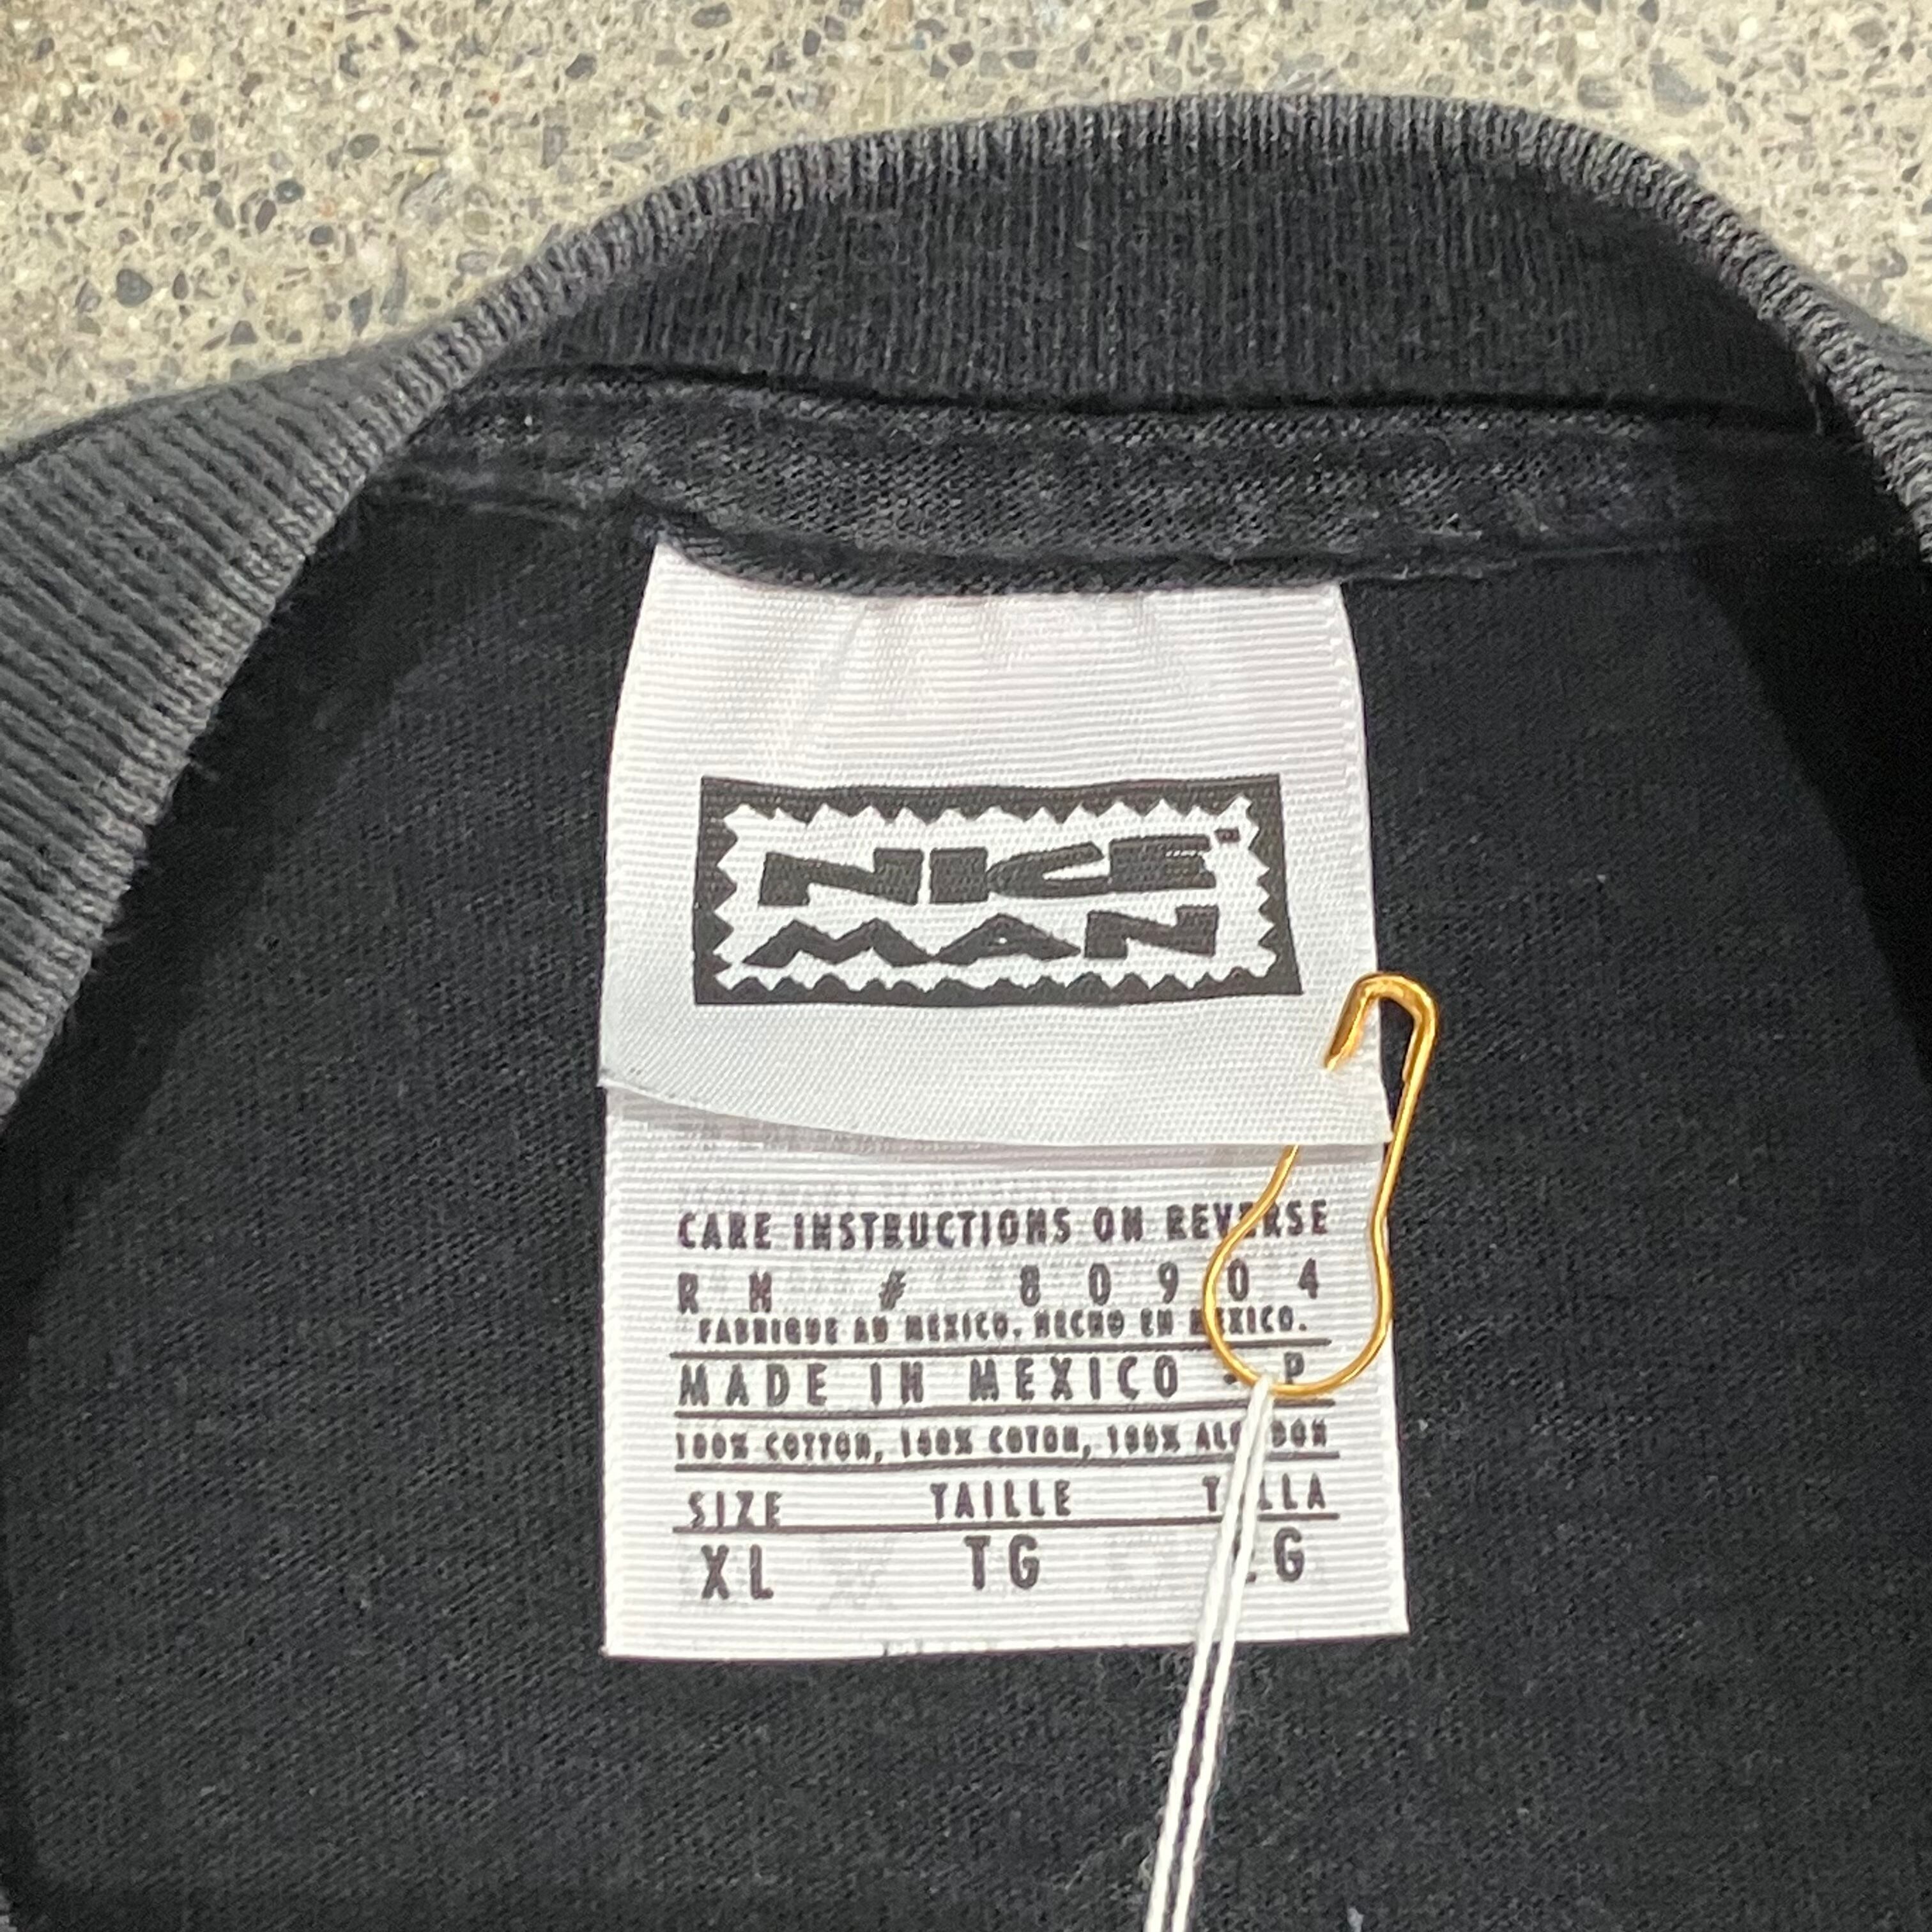 NICE™
MAN
CARE INSTRUCTIONS ON REVERSE
RN # 80904
FABRIQUE AU MEXICO. HECHO EN MEXICO.
MADE IN MEXICO - P
100% COTTON, 100% COTON, 100% ALGODON
SIZE TAILLE TALLA
XL TG